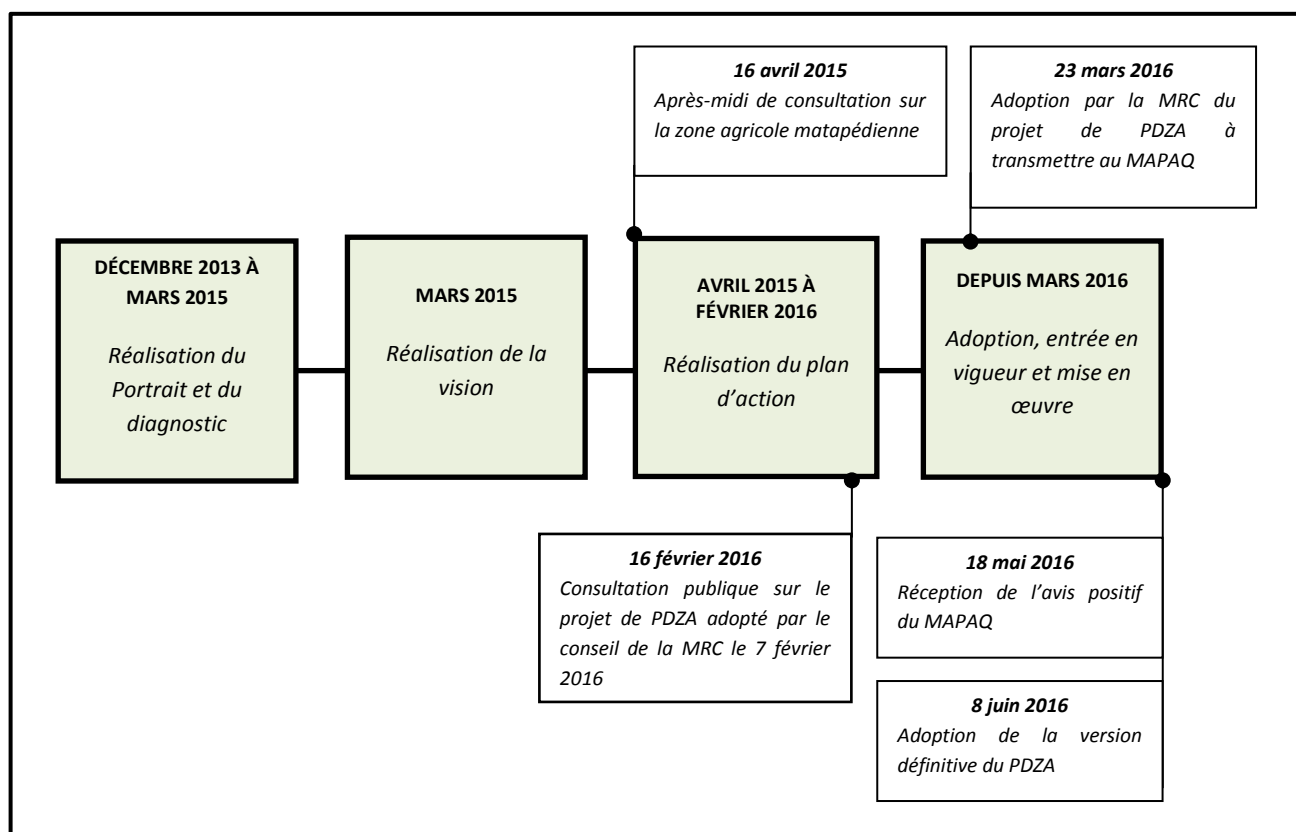 16 avril 2015
Après-midi de consultation sur
la zone agricole matapédienne
23 mars 2016
Adoption par la MRC du
projet de PDZA à
transmettre au MAPAQ
DÉCEMBRE 2013 À
MARS 2015
Réalisation du
Portrait et du
diagnostic
MARS 2015
Réalisation de la
vision
AVRIL 2015 À
FÉVRIER 2016
Réalisation du plan
d’action
DEPUIS MARS 2016
Adoption, entrée en
vigueur et mise en
œuvre
16 février 2016
Consultation publique sur le
projet de PDZA adopté par le
conseil de la MRC le 7 février
2016
18 mai 2016
Réception de l’avis positif
du MAPAQ
8 juin 2016
Adoption de la version
définitive du PDZA